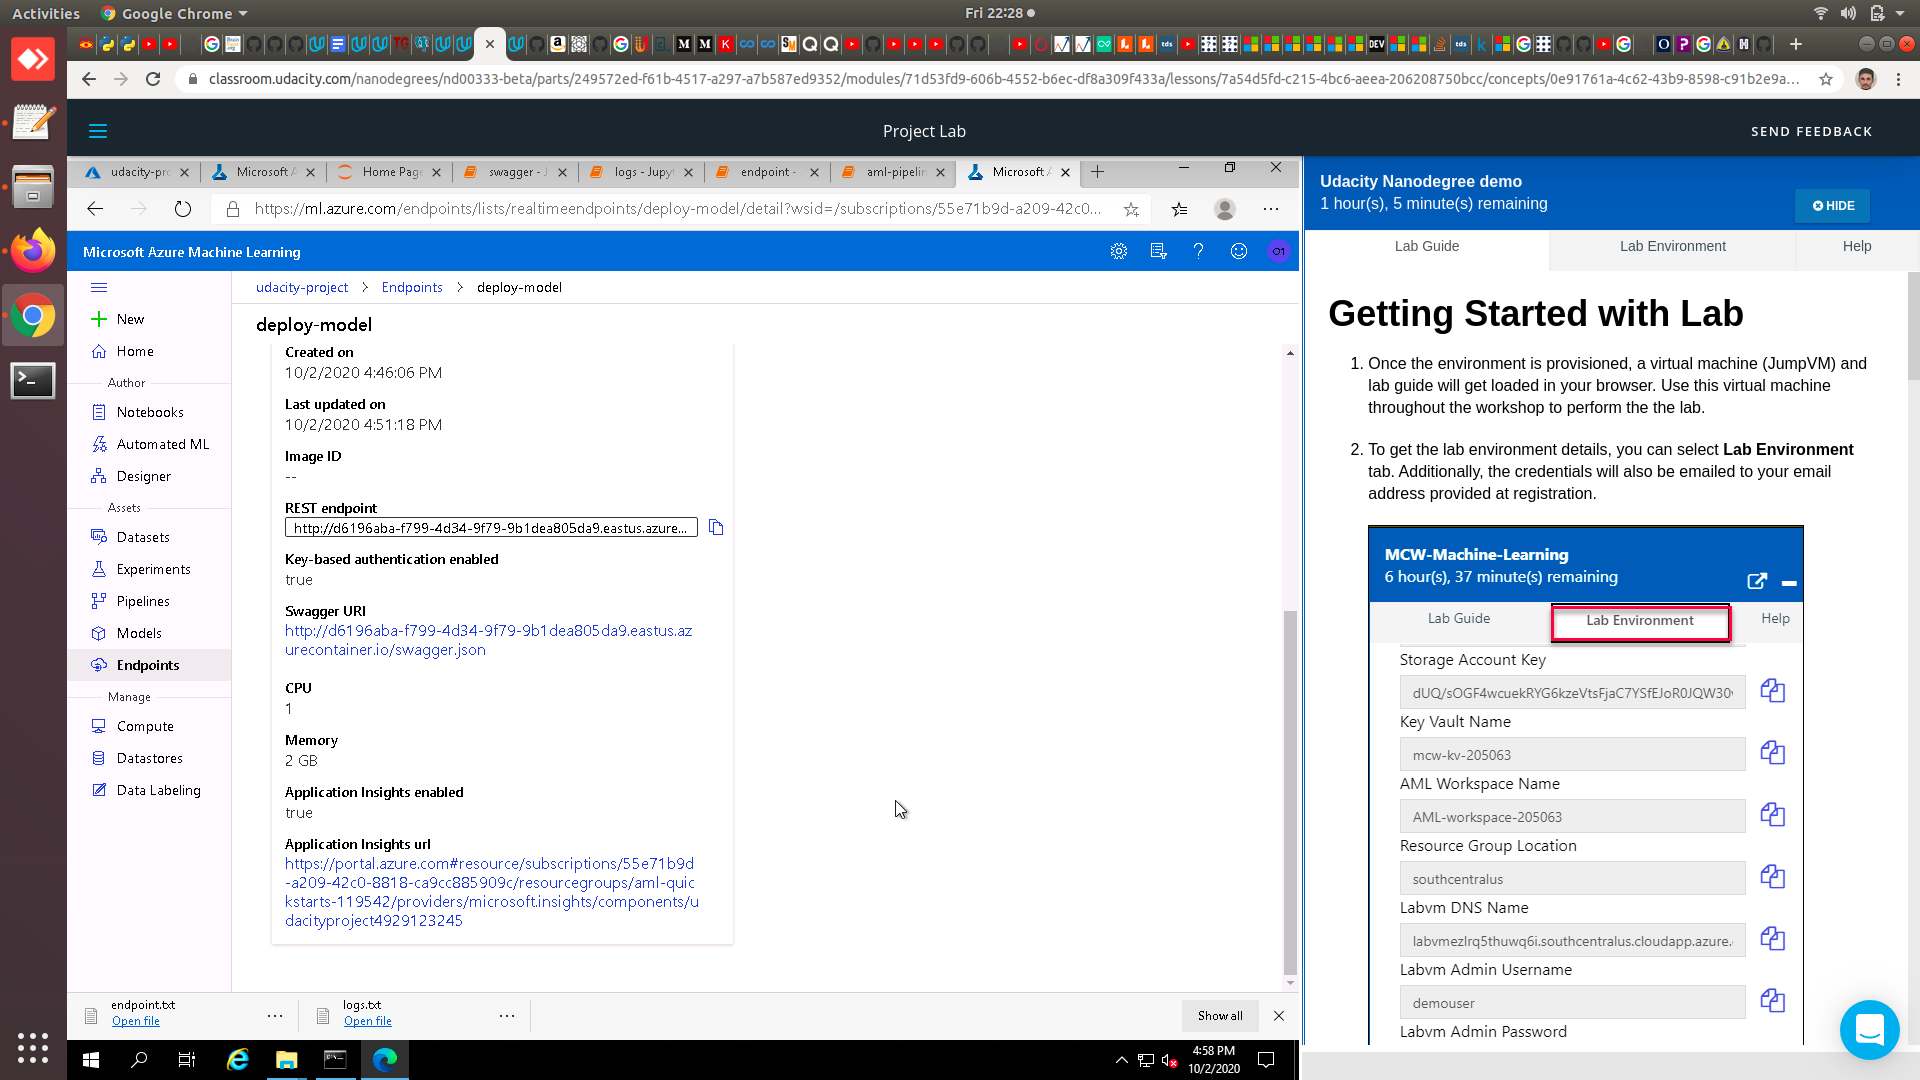 Activities
Google Chrome
Fri 22:28
classroom.udacity.com/nanodegrees/nd00333-beta/parts/249572ed-f61b-4517-a297-a7b587ed9352/modules/71d53fd9-606b-4552-b6ec-df8a309f433a/lessons/7a54d5fd-c215-4bc6-aeea-206208750bcc/concepts/0e91761a-4c62-43b9-8598-c91b2e9a...
Project Lab
SEND FEEDBACK
udacity-pro
Microsoft A
Home Page
swagger - J
logs - Jupyt
endpoint -
aml-pipelin
Microsoft A
https://ml.azure.com/endpoints/lists/realtimeendpoints/deploy-model/detail?wsid=/subscriptions/55e71b9d-a209-42c0...
Microsoft Azure Machine Learning
O1
udacity-project > Endpoints > deploy-model
deploy-model
New
Home
Author
Notebooks
Automated ML
Designer
Assets
Datasets
Experiments
Pipelines
Models
Endpoints
Manage
Compute
Datastores
Data Labeling
Created on
10/2/2020 4:46:06 PM
Last updated on
10/2/2020 4:51:18 PM
Image ID
--
REST endpoint
http://d6196aba-f799-4d34-9f79-9b1dea805da9.eastus.azure...
Key-based authentication enabled
true
Swagger URI
http://d6196aba-f799-4d34-9f79-9b1dea805da9.eastus.az
urecontainer.io/swagger.json
CPU
1
Memory
2 GB
Application Insights enabled
true
Application Insights url
https://portal.azure.com#resource/subscriptions/55e71b9d
-a209-42c0-8818-ca9cc885909c/resourcegroups/aml-quic
kstarts-119542/providers/microsoft.insights/components/u
dacityproject4929123245
endpoint.txt
Open file
logs.txt
Open file
Show all
4:58 PM
10/2/2020
Udacity Nanodegree demo
1 hour(s), 5 minute(s) remaining
HIDE
Lab Guide
Lab Environment
Help
Getting Started with Lab
1. Once the environment is provisioned, a virtual machine (JumpVM) and
lab guide will get loaded in your browser. Use this virtual machine
throughout the workshop to perform the the lab.
2. To get the lab environment details, you can select Lab Environment
tab. Additionally, the credentials will also be emailed to your email
address provided at registration.
MCW-Machine-Learning
6 hour(s), 37 minute(s) remaining
Lab Guide
Lab Environment
Help
Storage Account Key
dUQ/sOGF4wcuekRYG6kzeVtsFjaC7YSfEJoR0JQW30
Key Vault Name
mcw-kv-205063
AML Workspace Name
AML-workspace-205063
Resource Group Location
southcentralus
Labvm DNS Name
labvmezlrq5thuwq6i.southcentralus.cloudapp.azure.
Labvm Admin Username
demouser
Labvm Admin Password